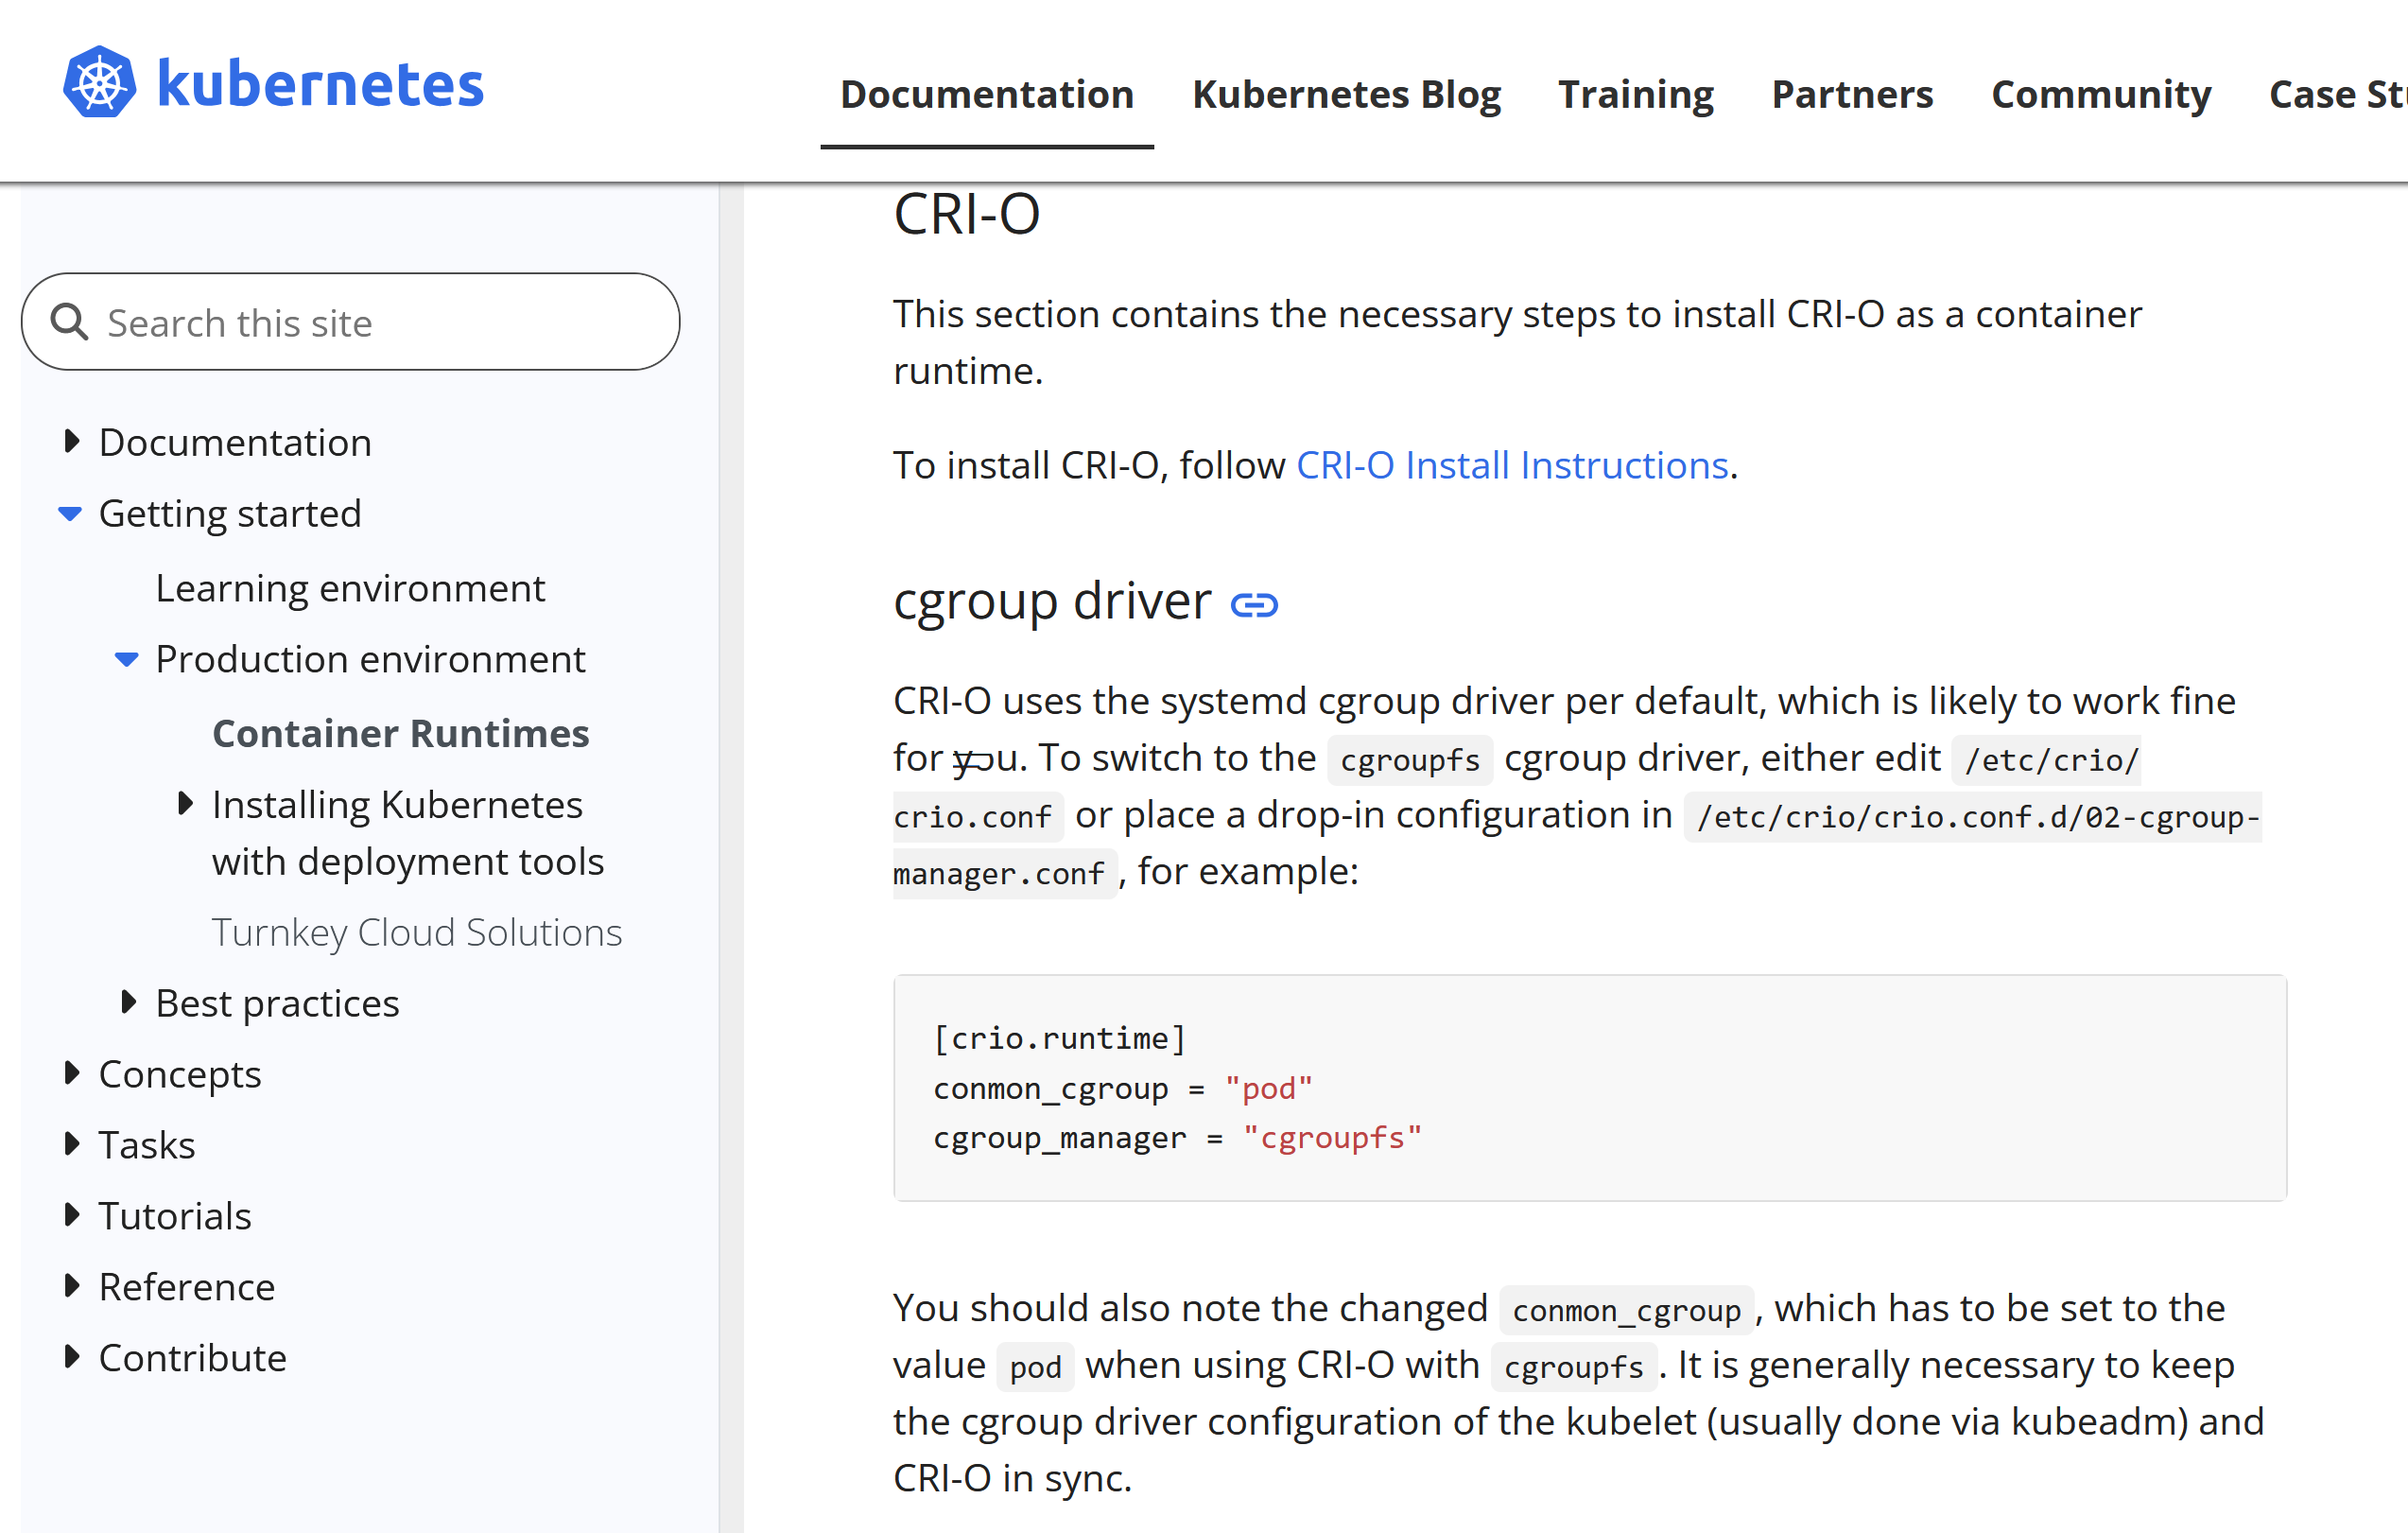 kubernetes
Documentation
Kubernetes Blog
Training
Partners
Community
Case
Search this site
Documentation
Getting started
Learning environment
Production environment
Container Runtimes
Installing Kubernetes
with deployment tools
Turnkey Cloud Solutions
Best practices
Concepts
Tasks
Tutorials
Reference
Contribute
CRI-O
This section contains the necessary steps to install CRI-O as a container
runtime.
To install CRI-O, follow CRI-O Install Instructions.
cgroup driver
CRI-O uses the systemd cgroup driver per default, which is likely to work fine
for you. To switch to the cgroupfs cgroup driver, either edit /etc/crio/
crio.conf or place a drop-in configuration in /etc/crio/crio.conf.d/02-cgroup-
manager.conf, for example:
[crio.runtime]
conmon_cgroup = "pod"
cgroup_manager = "cgroupfs"
You should also note the changed conmon_cgroup, which has to be set to the
value pod when using CRI-O with cgroupfs. It is generally necessary to keep
the cgroup driver configuration of the kubelet (usually done via kubeadm) and
CRI-O in sync.